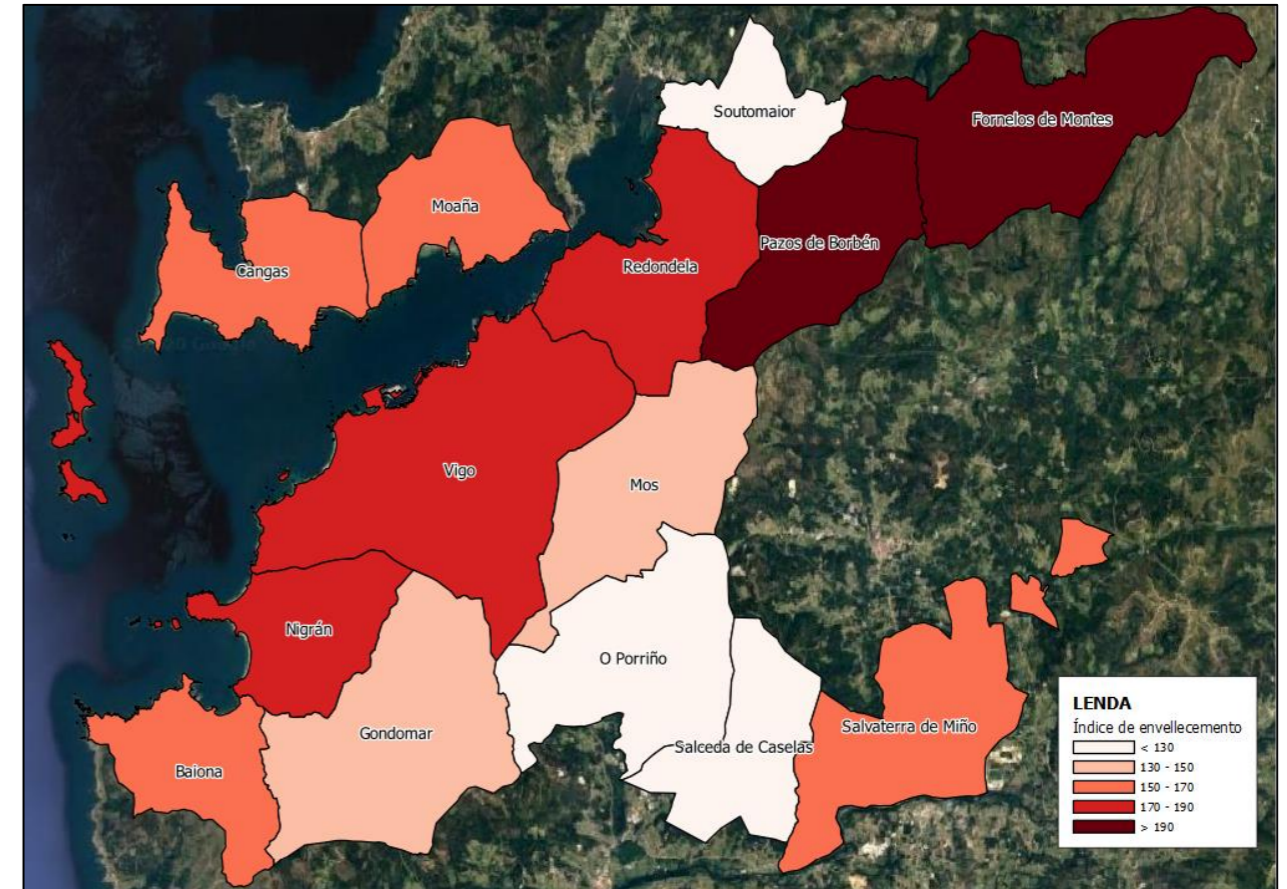 Soutomaior
Fornelos de Montes
Moaña
Pazos de Borbén
Redondela
Cangas
Vigo
Mos
Nigrán
O Porriño
Gondomar
Salceda de Caselas
Salvaterra de Miño
Baiona
LENDA
Índice de envellecemento
< 130
130 - 150
150 - 170
170 - 190
> 190